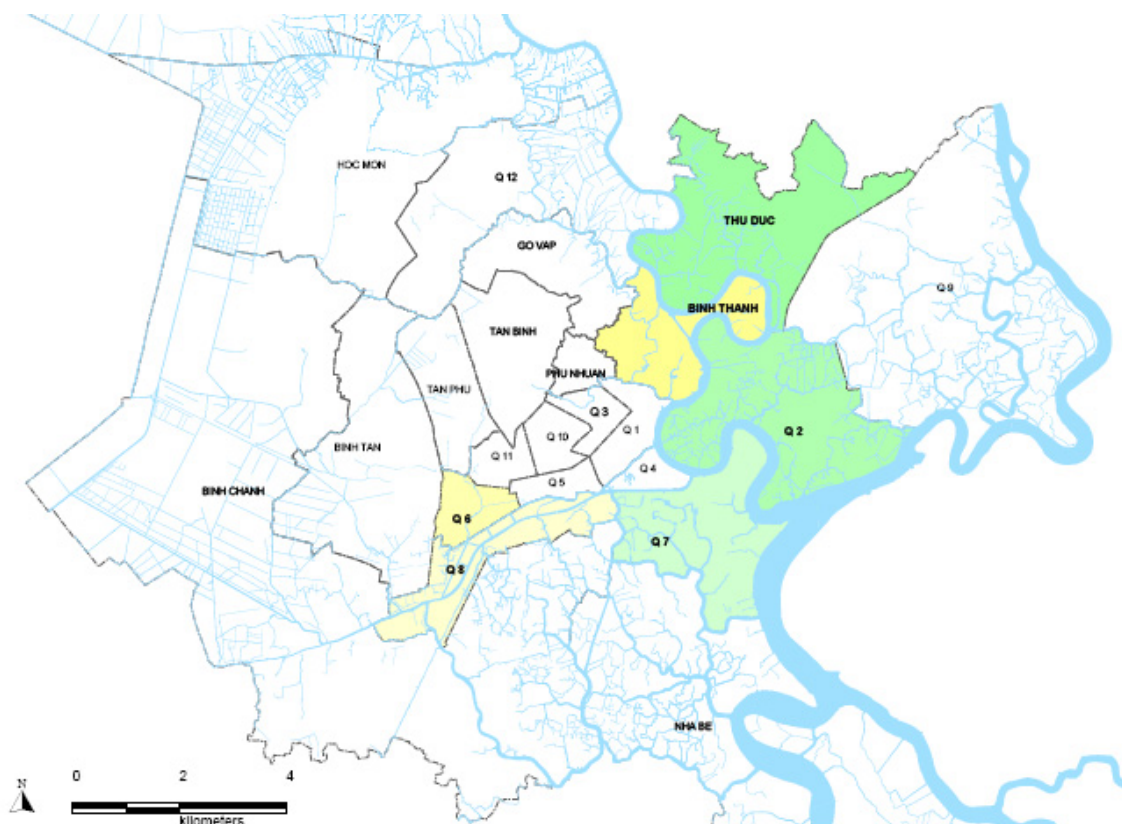 HOC MON
Q 12
THU DUC
GO VAP
Q 9
BINH THANH
TAN BINH
PHU NHUAN
TAN PHU
Q 3
Q 1
Q 10
Q 2
BINH TAN
Q 11
Q 4
Q 5
BINH CHANH
Q 6
Q 7
Q 8
NHA BE
N
0 2 4
kilometers